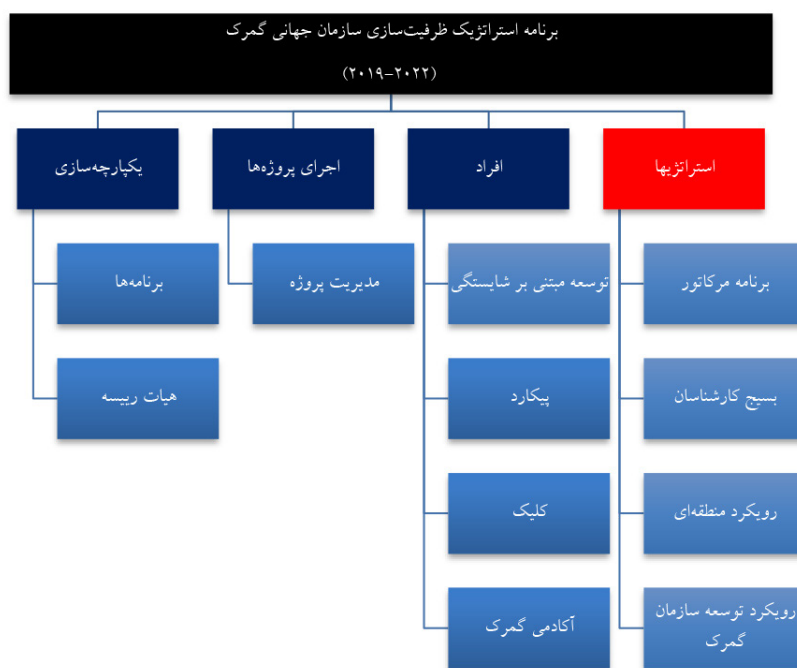 برنامه استراتژیک ظرفیت‌سازی سازمان جهانی گمرک
(۲۰۱۹-۲۰۲۲)
استراتژیها
افراد
اجرای پروژه‌ها
یکپارچه‌سازی
برنامه مرکاتور
توسعه مبتنی بر شایستگی
مدیریت پروژه
برنامه‌ها
بسیج کارشناسان
پیکارد
هیات رییسه
رویکرد منطقه‌ای
کلیک
رویکرد توسعه سازمان
گمرک
آکادمی گمرک